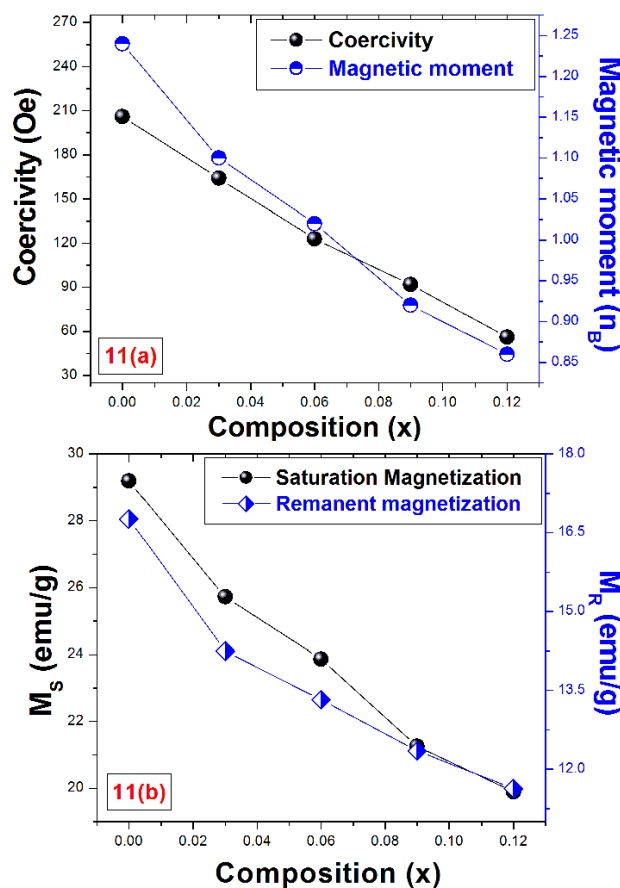 270
240
210
180
150
120
90
60
30
Coercivity (Oe)
Coercivity
Magnetic moment
1.25
1.20
1.15
1.10
1.05
1.00
0.95
0.90
0.85
Magnetic moment (nB)
11(a)
0.00 0.02 0.04 0.06 0.08 0.10 0.12
Composition (x)
30
28
26
24
22
20
MS (emu/g)
Saturation Magnetization
Remanent magnetization
18.0
16.5
15.0
13.5
12.0
MR (emu/g)
11(b)
0.00 0.02 0.04 0.06 0.08 0.10 0.12
Composition (x)